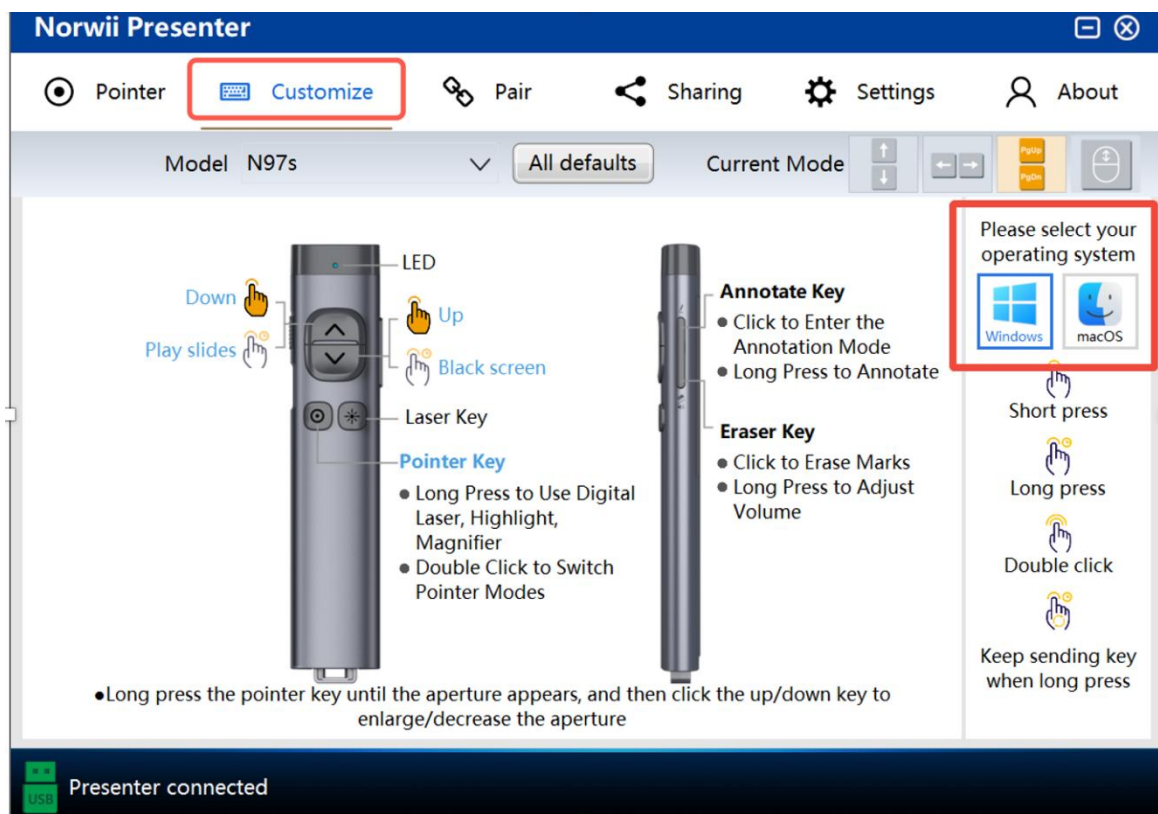 Norwii Presenter
Pointer
Customize
Pair
Sharing
Settings
About
Model N97s
All defaults
Current Mode
PgUp
PgDn
LED
Down
Up
Play slides
Black screen
Laser Key
Pointer Key
● Long Press to Use Digital
Laser, Highlight,
Magnifier
● Double Click to Switch
Pointer Modes
Annotate Key
● Click to Enter the
Annotation Mode
● Long Press to Annotate
Eraser Key
● Click to Erase Marks
● Long Press to Adjust
Volume
●Long press the pointer key until the aperture appears, and then click the up/down key to
enlarge/decrease the aperture
Please select your
operating system
Windows
macOS
Short press
Long press
Double click
Keep sending key
when long press
USB
Presenter connected